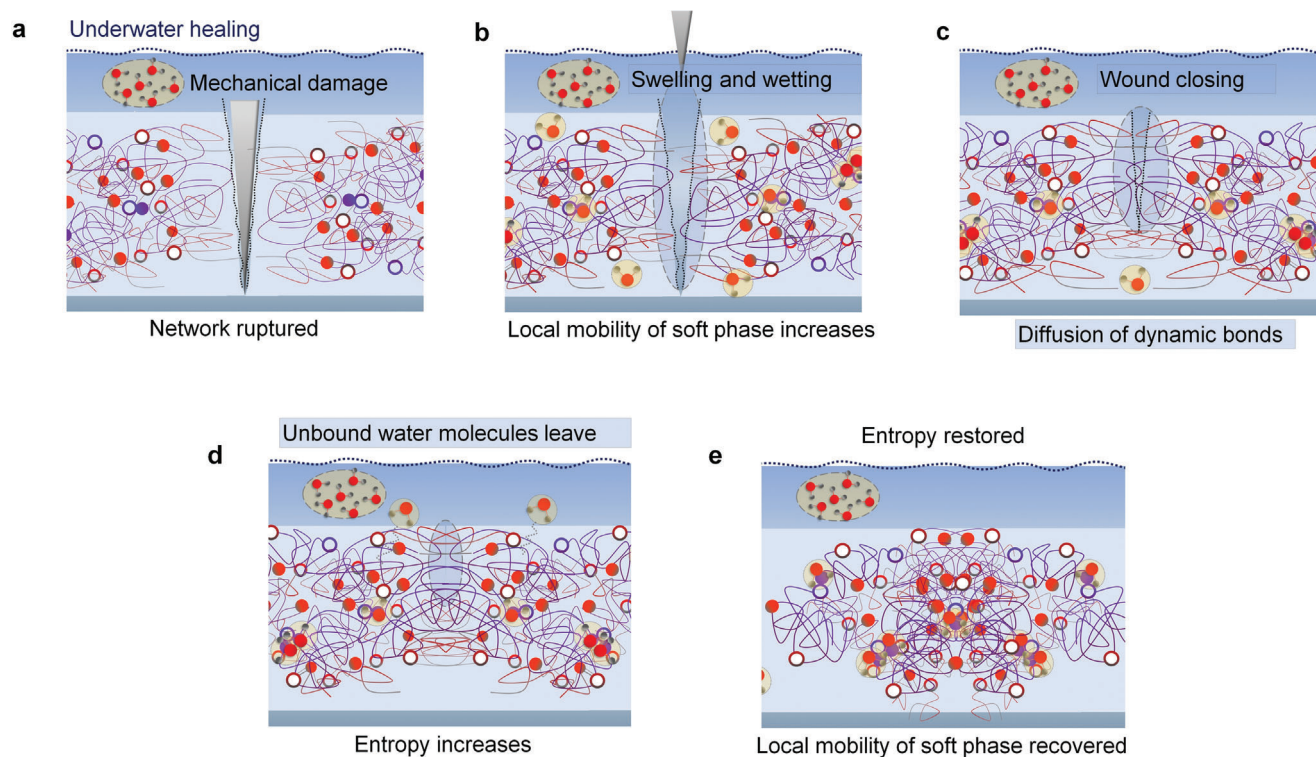 a
Underwater healing
Mechanical damage
Network ruptured
b
Swelling and wetting
Local mobility of soft phase increases
c
Wound closing
Diffusion of dynamic bonds
d
Unbound water molecules leave
Entropy increases
e
Entropy restored
Local mobility of soft phase recovered